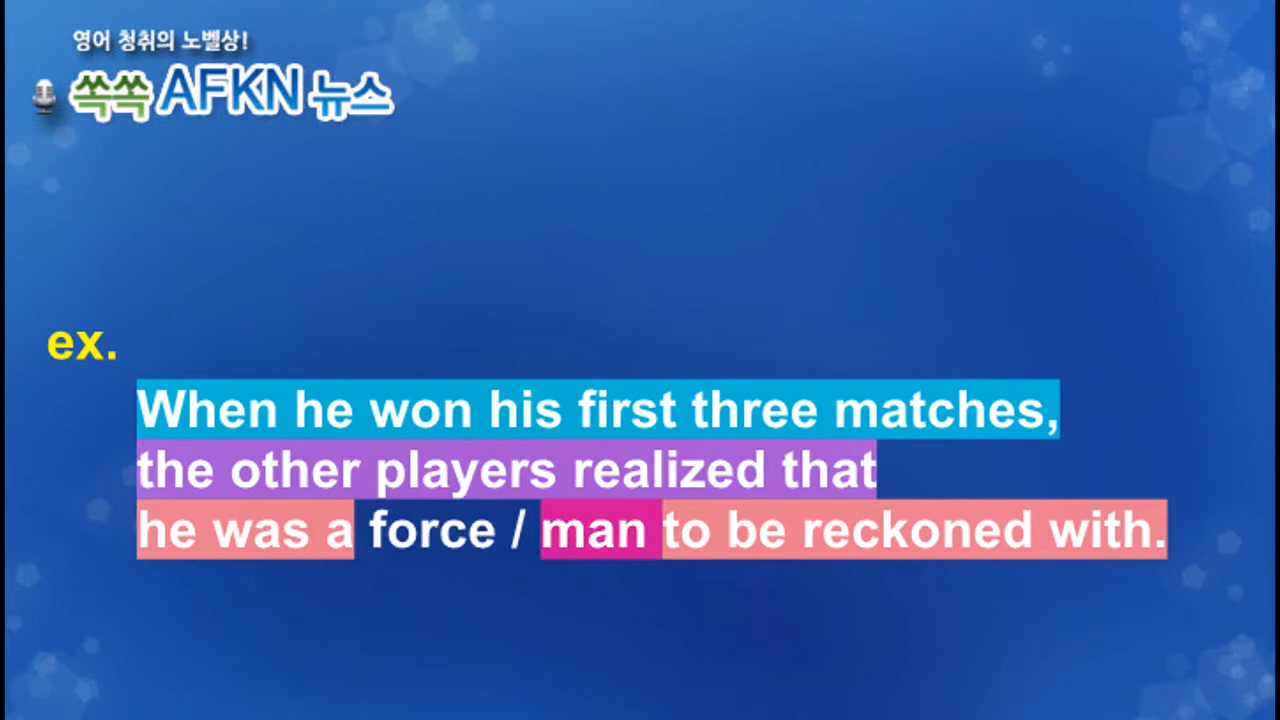 영어 청취의 노벨상!
쏙쏙 AFKN 뉴스
ex.
When he won his first three matches,
the other players realized that
he was a force / man to be reckoned with.